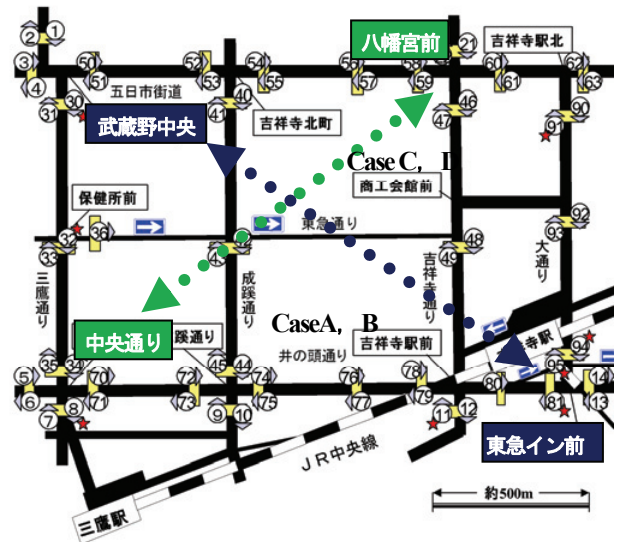 八幡宮前
吉祥寺駅北
① ② ③ ④
50 51 52 53 54 55 57 59 60 61 62 63
五日市街道
30 31 40 41 46 47 90 91
武蔵野中央
吉祥寺北町
Case C,
商工会館前
保健所前
36
東急通り
32 33 48 49 92 93
三鷹通り
成蹊通り
吉祥寺通り
大通り
CaseA, B
中央通り
蹊通り
吉祥寺駅前
寺駅
井の頭通り
35 34 45 44 94 95
5 6 70 71 72 73 74 75 76 77 78 79 80 81 14 13
7 8 9 10 11 12
東急イン前
JR中央線
約500m
三鷹駅